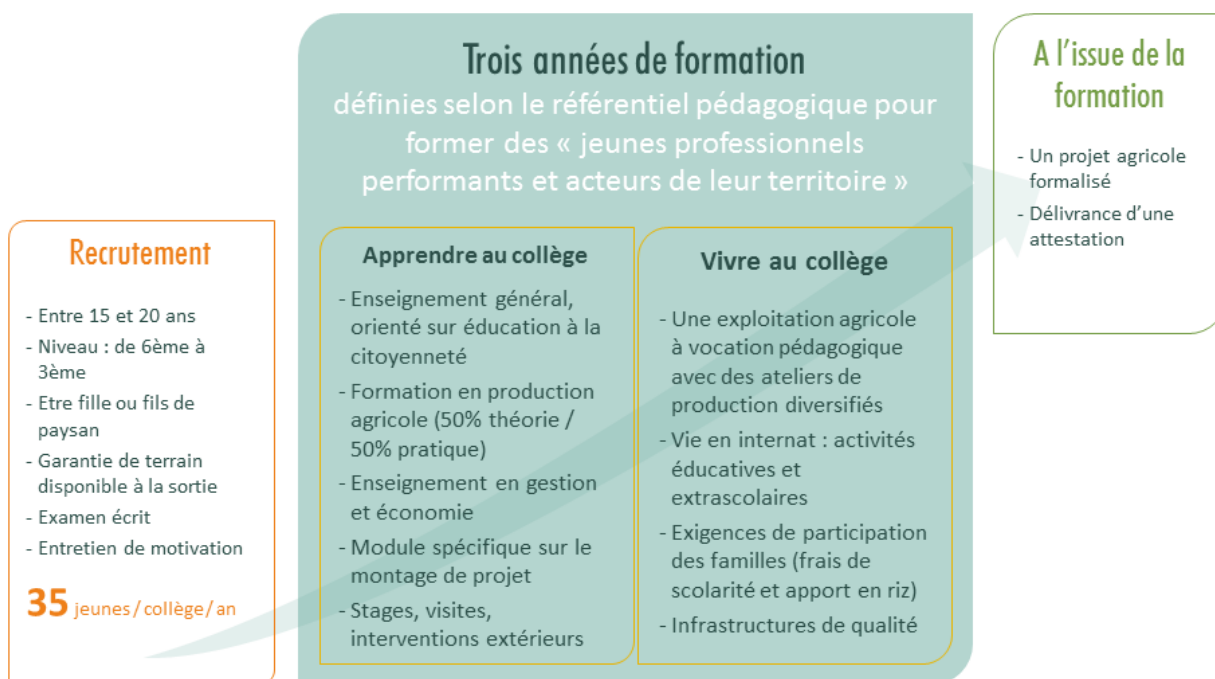 Recrutement
- Entre 15 et 20 ans
- Niveau : de 6ème à
3ème
- Etre fille ou fils de
paysan
- Garantie de terrain
disponible à la sortie
- Examen écrit
- Entretien de motivation
35 jeunes / collège / an
Trois années de formation
définies selon le référentiel pédagogique pour
former des « jeunes professionnels
performants et acteurs de leur territoire »
Apprendre au collège
- Enseignement général,
orienté sur éducation à la
citoyenneté
- Formation en production
agricole (50% théorie /
50% pratique)
- Enseignement en gestion
et économie
- Module spécifique sur le
montage de projet
- Stages, visites,
interventions extérieurs
Vivre au collège
- Une exploitation agricole
à vocation pédagogique
avec des ateliers de
production diversifiés
- Vie en internat : activités
éducatives et
extrascolaires
- Exigences de participation
des familles (frais de
scolarité et apport en riz)
- Infrastructures de qualité
A l'issue de la
formation
- Un projet agricole
formalisé
- Délivrance d'une
attestation